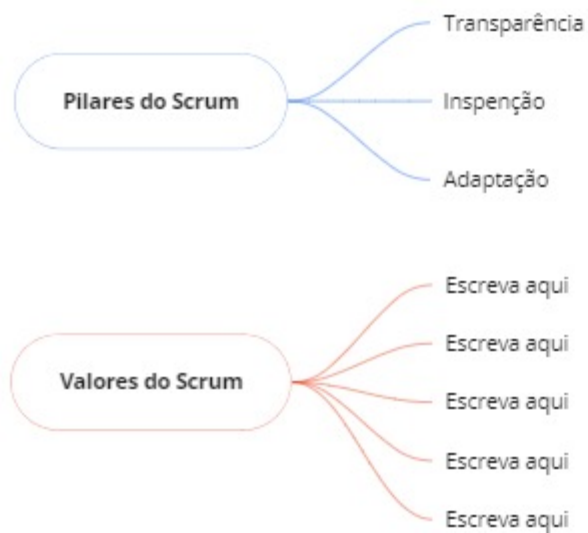 Pilares do Scrum
Transparência
Inspenção
Adaptação
Valores do Scrum
Escreva aqui
Escreva aqui
Escreva aqui
Escreva aqui
Escreva aqui